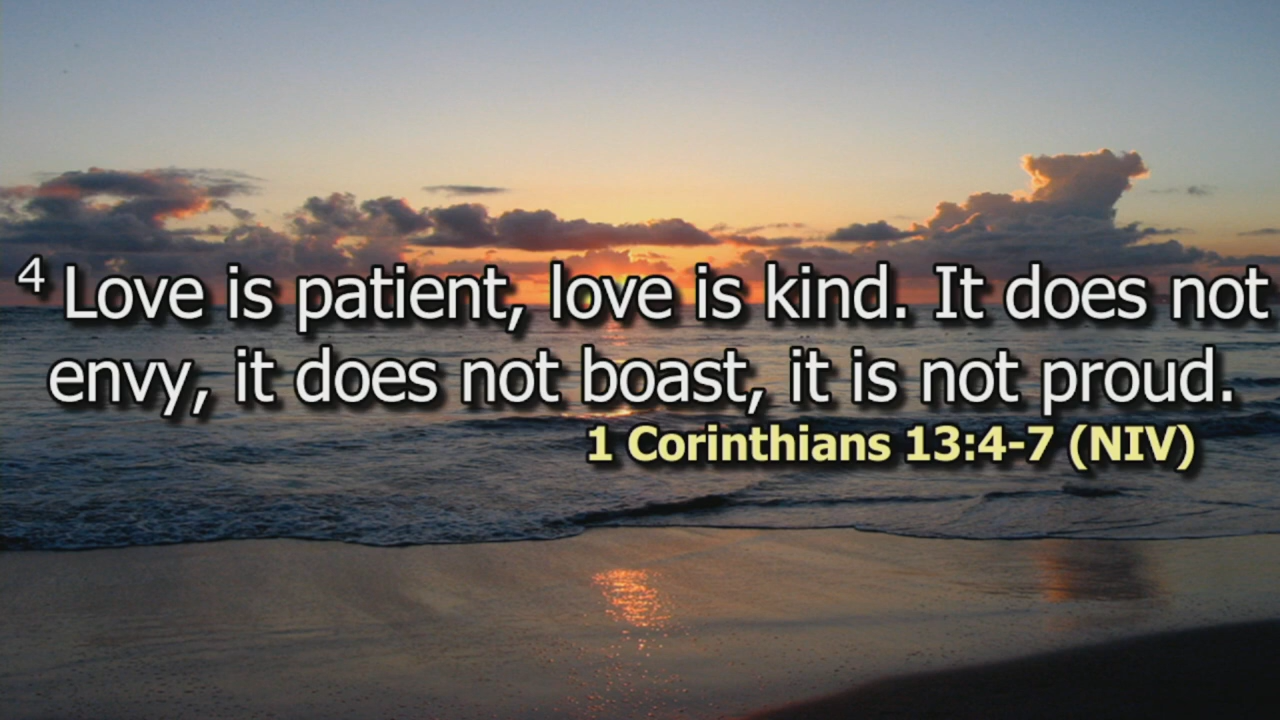 4 Love is patient, love is kind. It does not
envy, it does not boast, it is not proud.
1 Corinthians 13:4-7 (NIV)